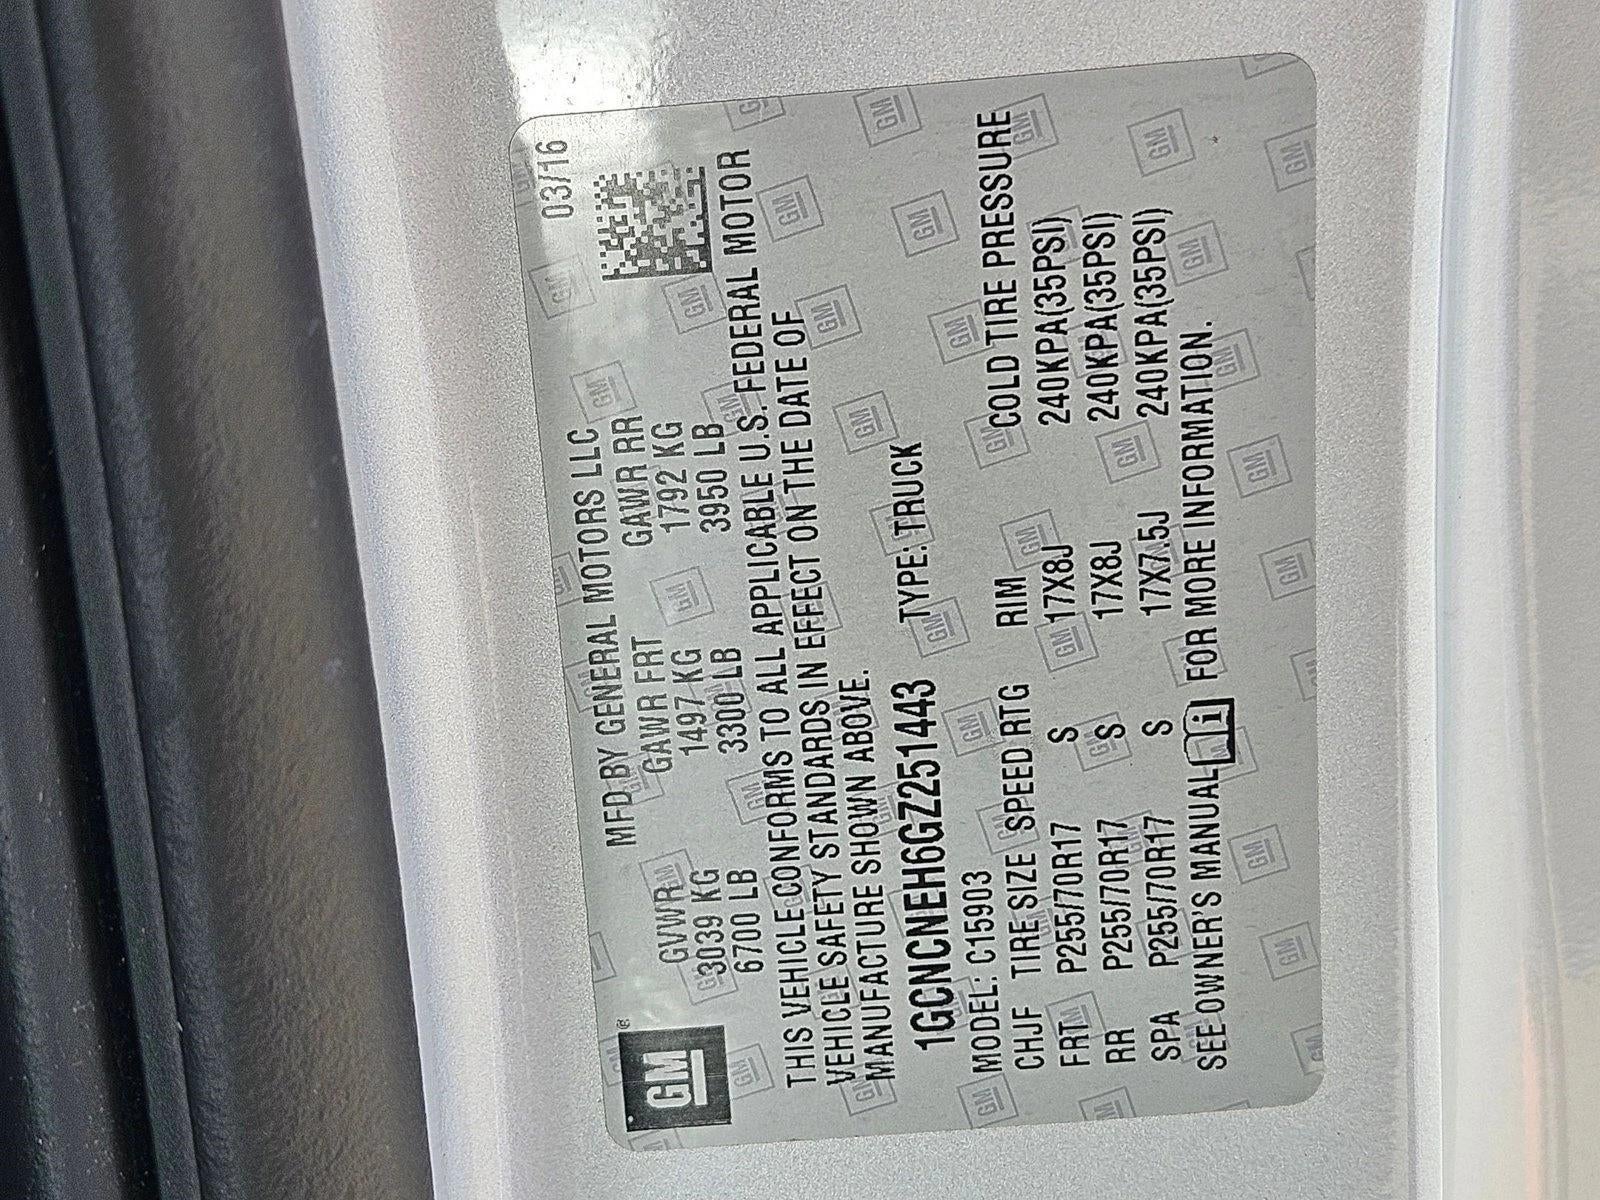 GM®
MFD BY GENERAL MOTORS LLC 03/16
GVWR GAWR FRT GAWR RR
3039 KG 1497 KG 1792 KG
6700 LB 3300 LB 3950 LB
THIS VEHICLE CONFORMS TO ALL APPLICABLE U.S. FEDERAL MOTOR
VEHICLE SAFETY STANDARDS IN EFFECT ON THE DATE OF
MANUFACTURE SHOWN ABOVE.
1GCNCNEH6GZ251443 TYPE: TRUCK
MODEL: C15903
CHJF TIRE SIZE SPEED RTG RIM COLD TIRE PRESSURE
FRT P255/70R17 S 17X8J 240KPA(35PSI)
RR P255/70R17 S 17X8J 240KPA(35PSI)
SPA P255/70R17 S 17X7.5J 240KPA(35PSI)
SEE OWNER'S MANUAL i FOR MORE INFORMATION.